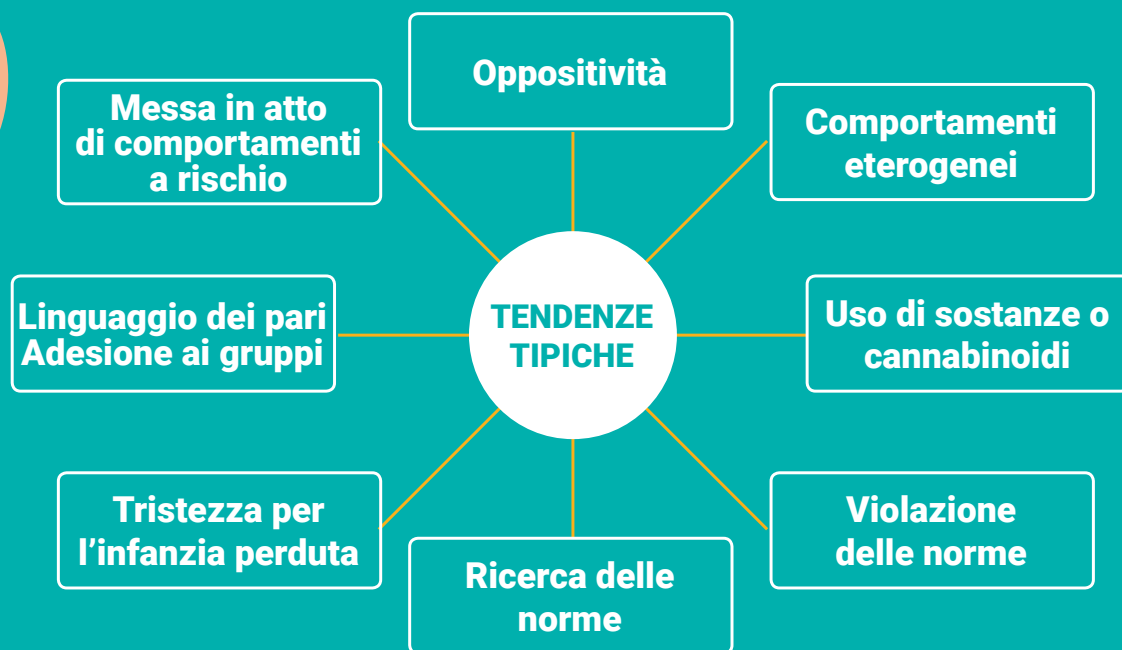 Oppositività
Messa in atto
di comportamenti
a rischio
Comportamenti
eterogenei
Linguaggio dei pari
Adesione ai gruppi
TENDENZE
TIPICHE
Uso di sostanze o
cannabinoidi
Tristezza per
l'infanzia perduta
Ricerca delle
norme
Violazione
delle norme